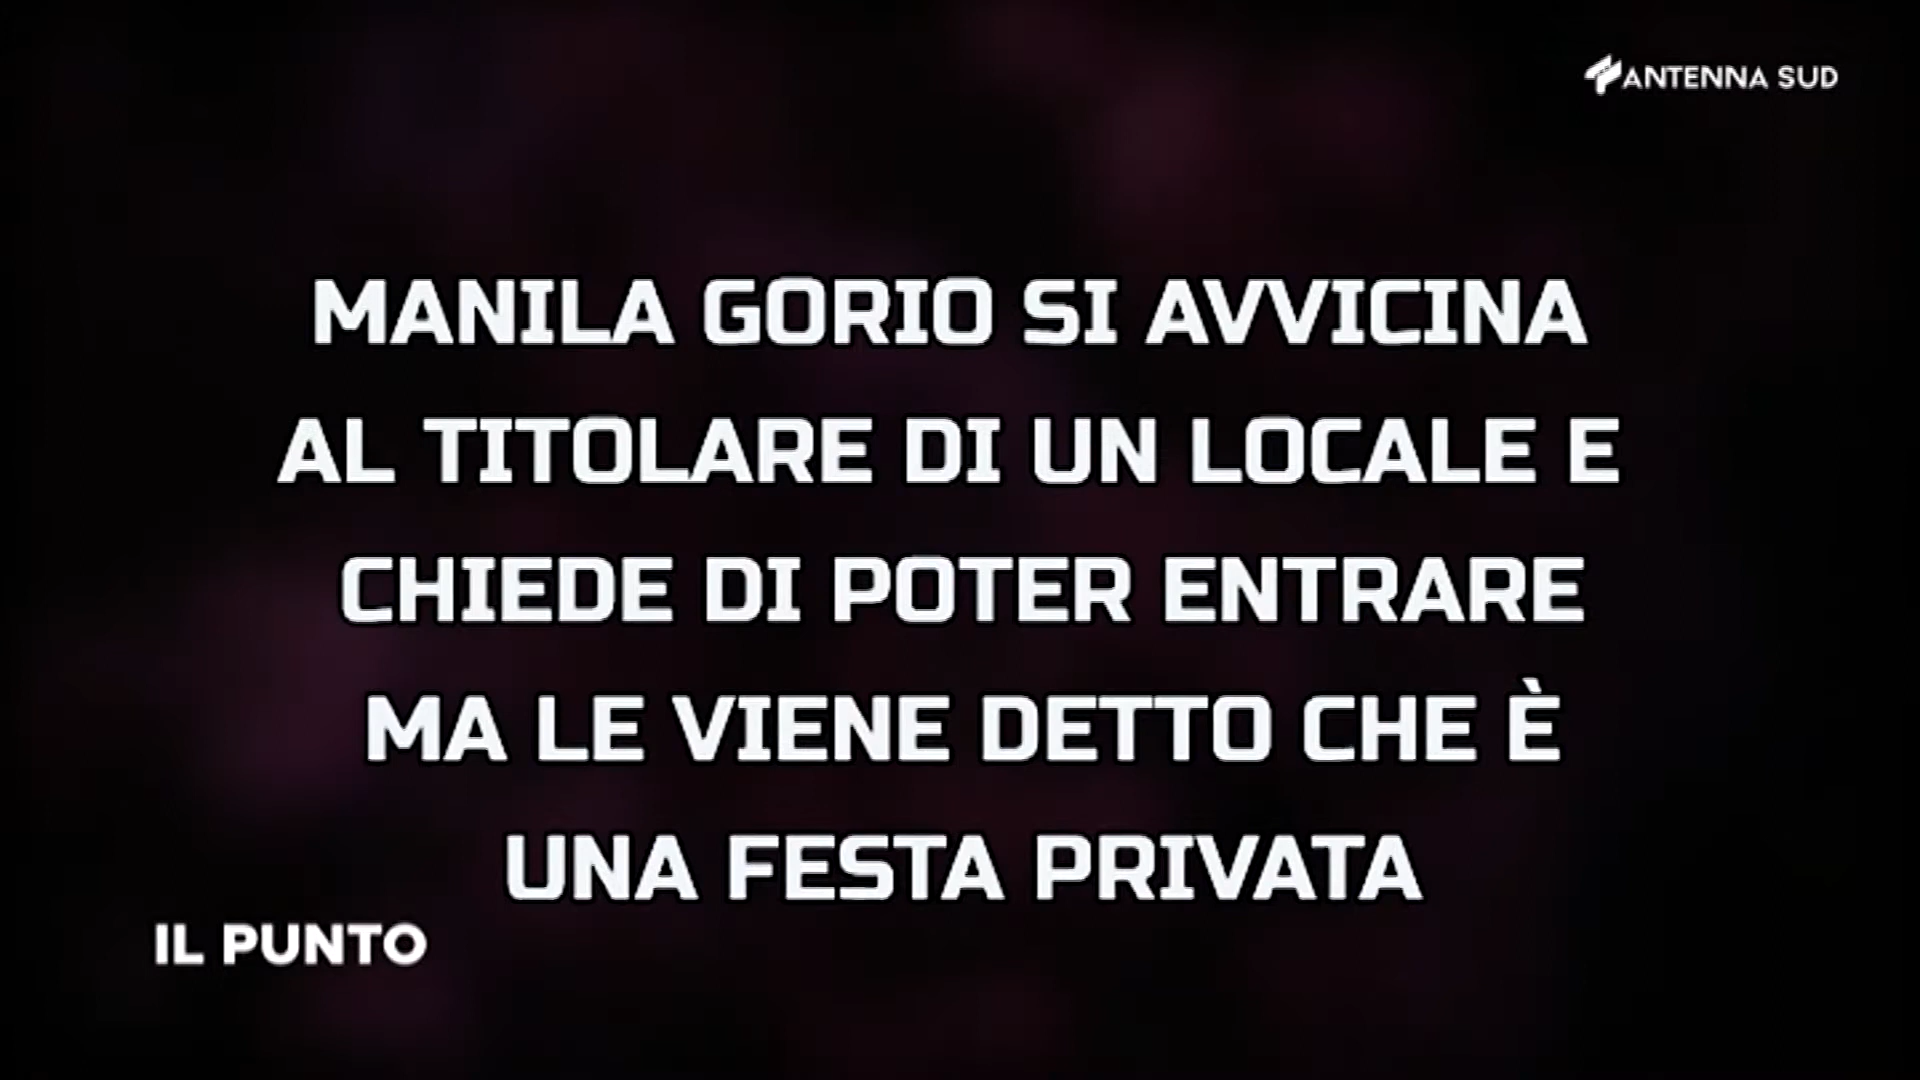 ANTENNA SUD
MANILA GORIO SI AVVICINA
AL TITOLARE DI UN LOCALE E
CHIEDE DI POTER ENTRARE
MA LE VIENE DETTO CHE È
UNA FESTA PRIVATA
IL PUNTO